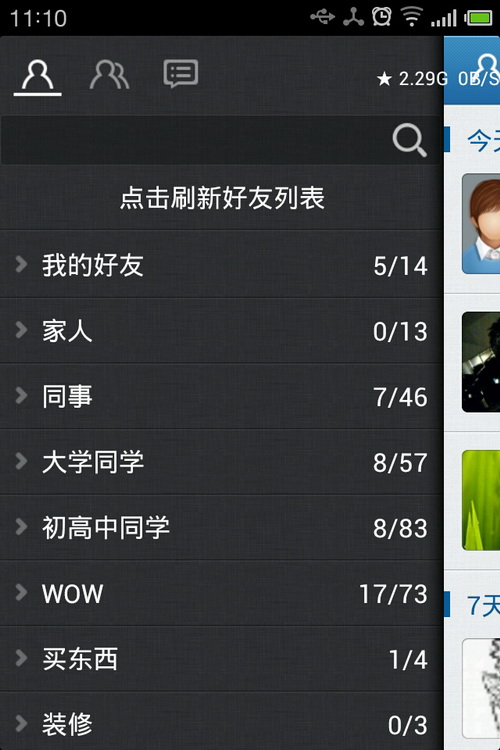 11:10
★ 2.29G 0B/S
今天
点击刷新好友列表
我的好友 5/14
家人 0/13
同事 7/46
大学同学 8/57
初高中同学 8/83
WOW 17/73
7天
买东西 1/4
装修 0/3